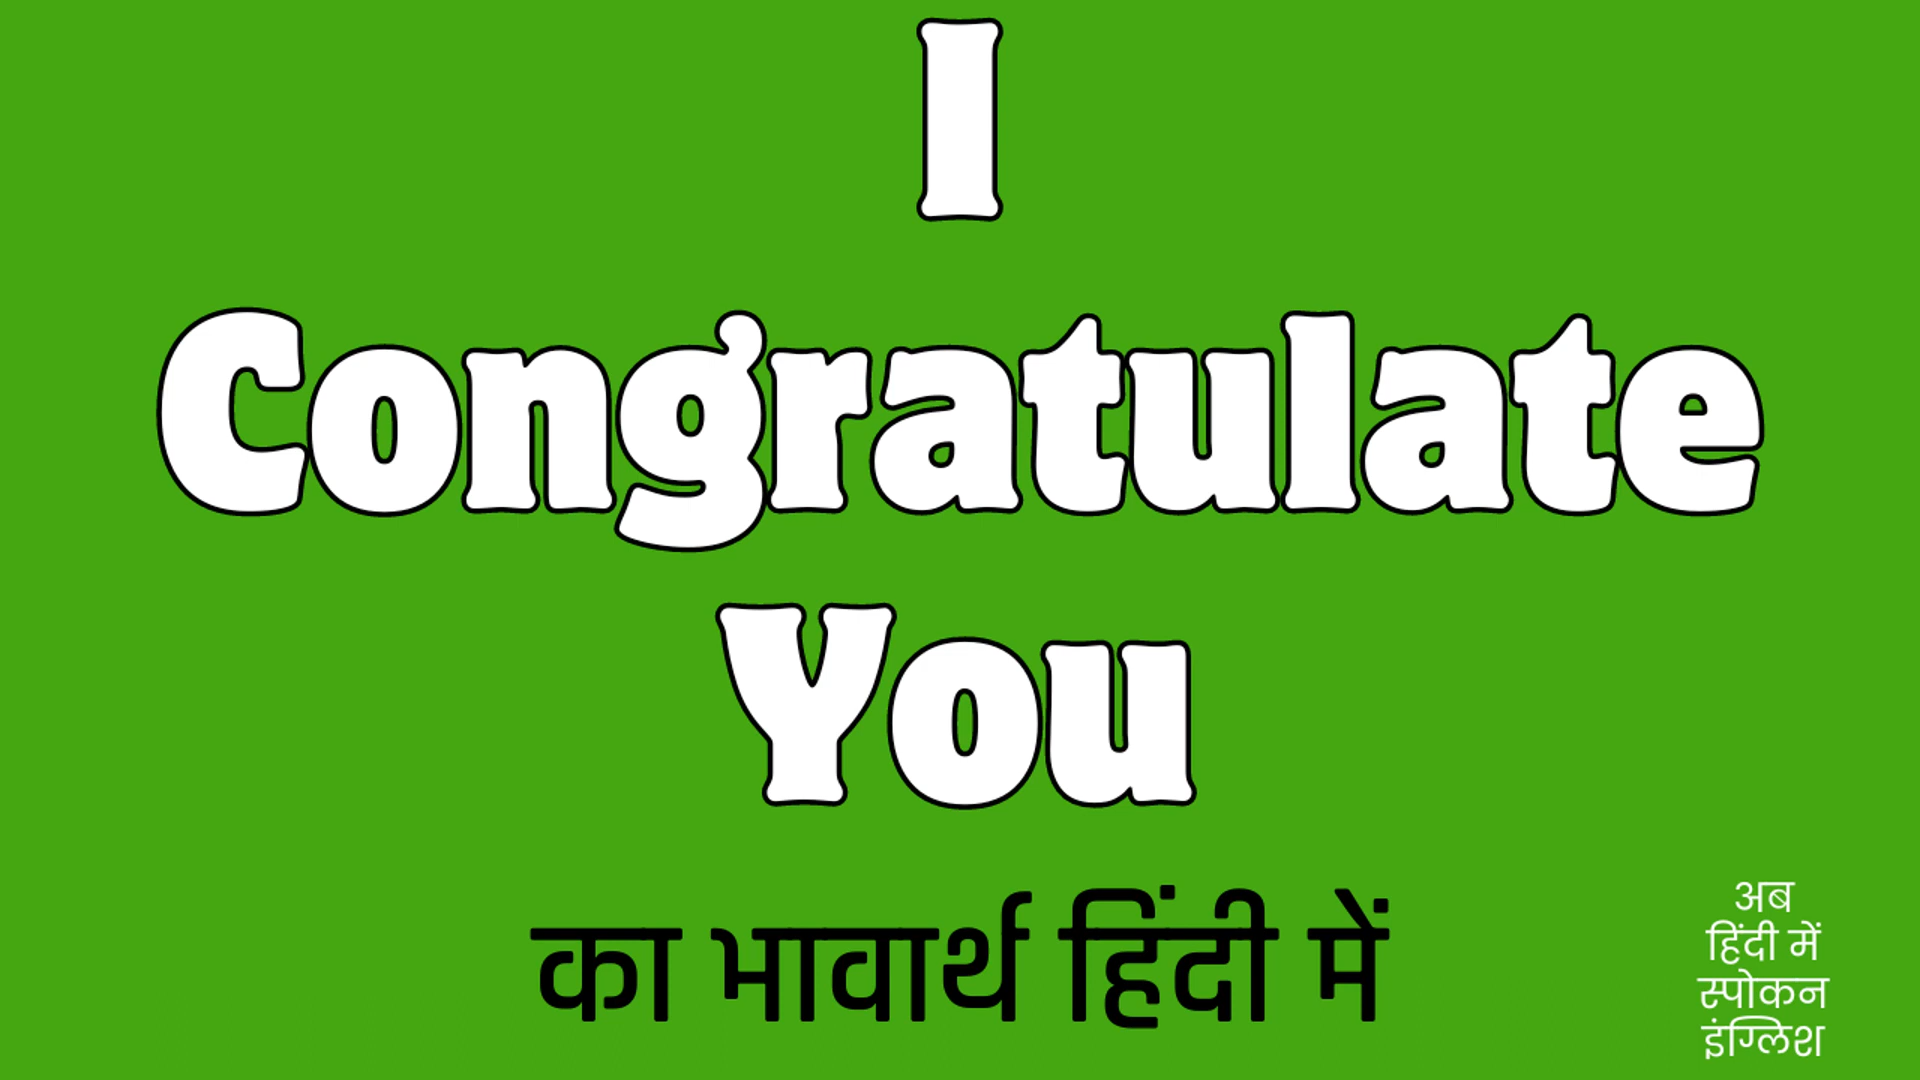 I
Congratulate
You
का भावार्थ हिंदी में
अब
हिंदी में
स्पोकन
इंग्लिश